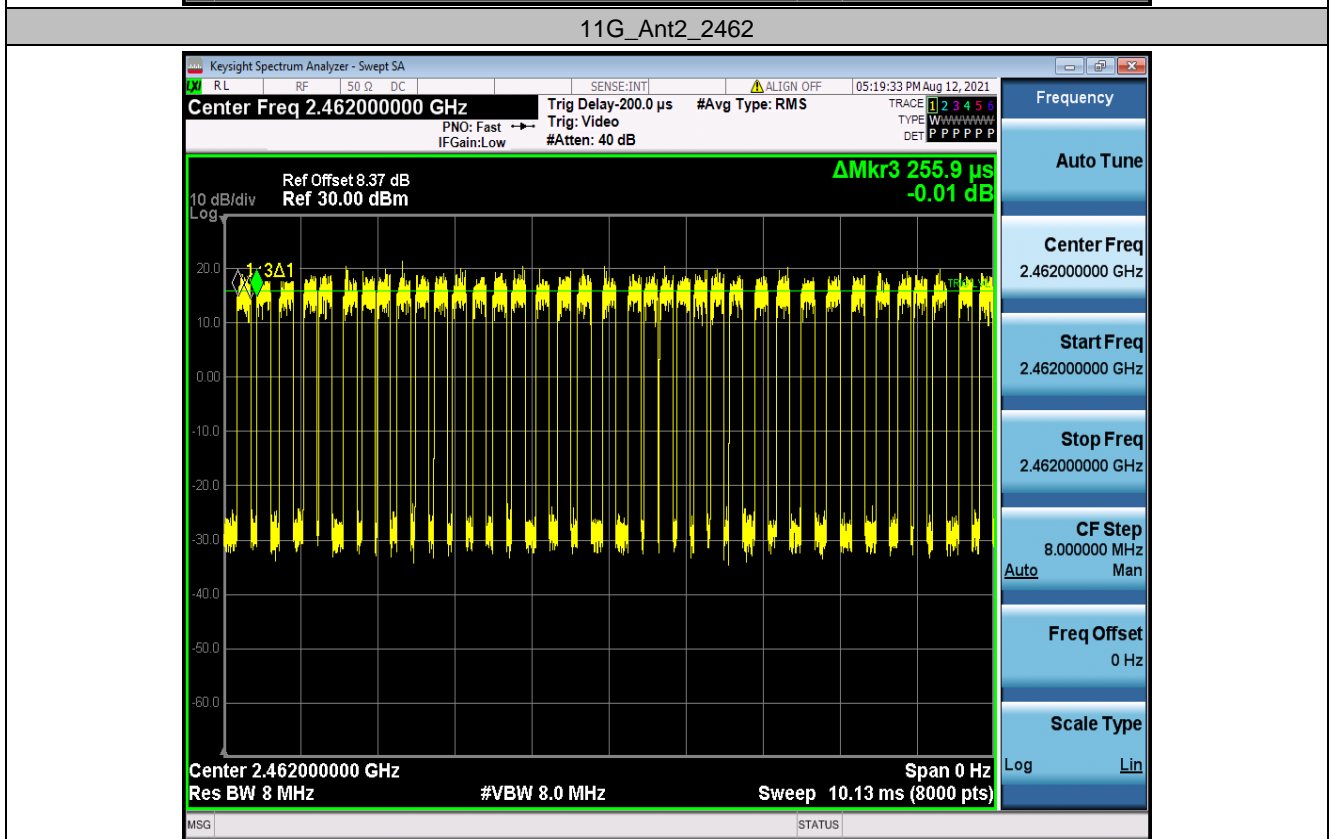 11G_Ant2_2462
Keysight Spectrum Analyzer - Swept SA
LXI RL RF 50 Ω DC SENSE:INT ALIGN OFF 05:19:33 PM Aug 12, 2021
Center Freq 2.462000000 GHz
PNO: Fast
IFGain:Low
Trig Delay-200.0 µs
Trig: Video
#Atten: 40 dB
#Avg Type: RMS
TRACE 1 2 3 4 5 6
TYPE WWWWWW
DET P P P P P P
ΔMkr3 255.9 µs
-0.01 dB
Ref Offset 8.37 dB
10 dB/div Ref 30.00 dBm
Log
20.0
10.0
0.00
-10.0
-20.0
-30.0
-40.0
-50.0
-60.0
3Δ1
Center 2.462000000 GHz Span 0 Hz
Res BW 8 MHz #VBW 8.0 MHz Sweep 10.13 ms (8000 pts)
MSG STATUS
Frequency
Auto Tune
Center Freq
2.462000000 GHz
Start Freq
2.462000000 GHz
Stop Freq
2.462000000 GHz
CF Step
8.000000 MHz
Auto Man
Freq Offset
0 Hz
Scale Type
Log Lin